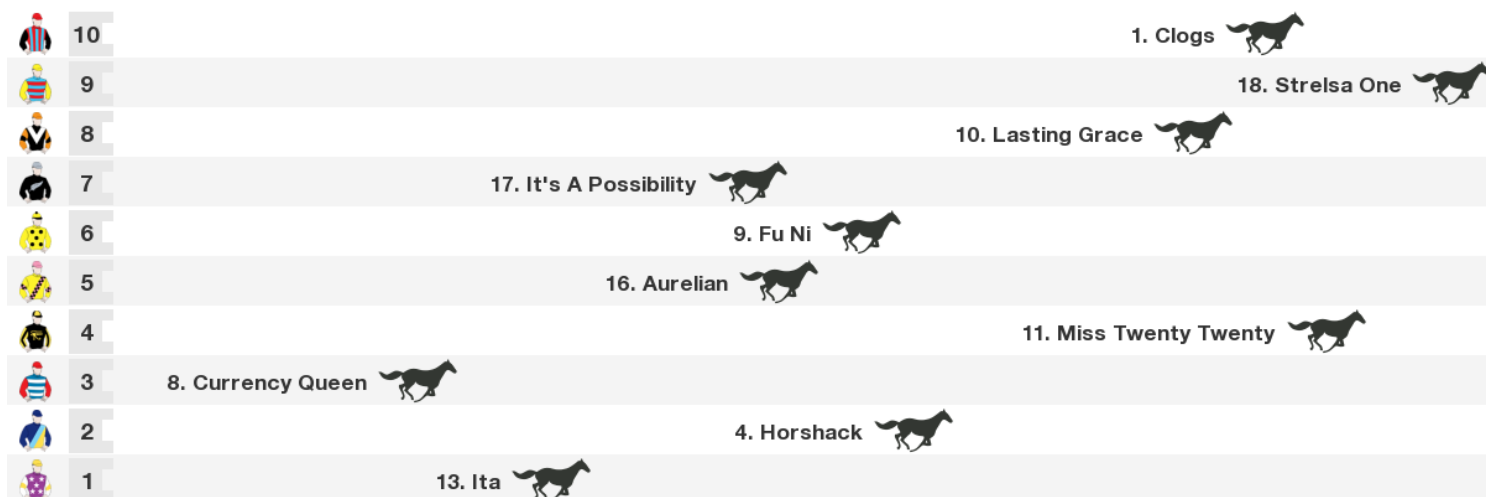 10 1. Clogs
9 18. Strelsa One
8 10. Lasting Grace
7 17. It's A Possibility
6 9. Fu Ni
5 16. Aurelian
4 11. Miss Twenty Twenty
3 8. Currency Queen
2 4. Horshack
1 13. Ita